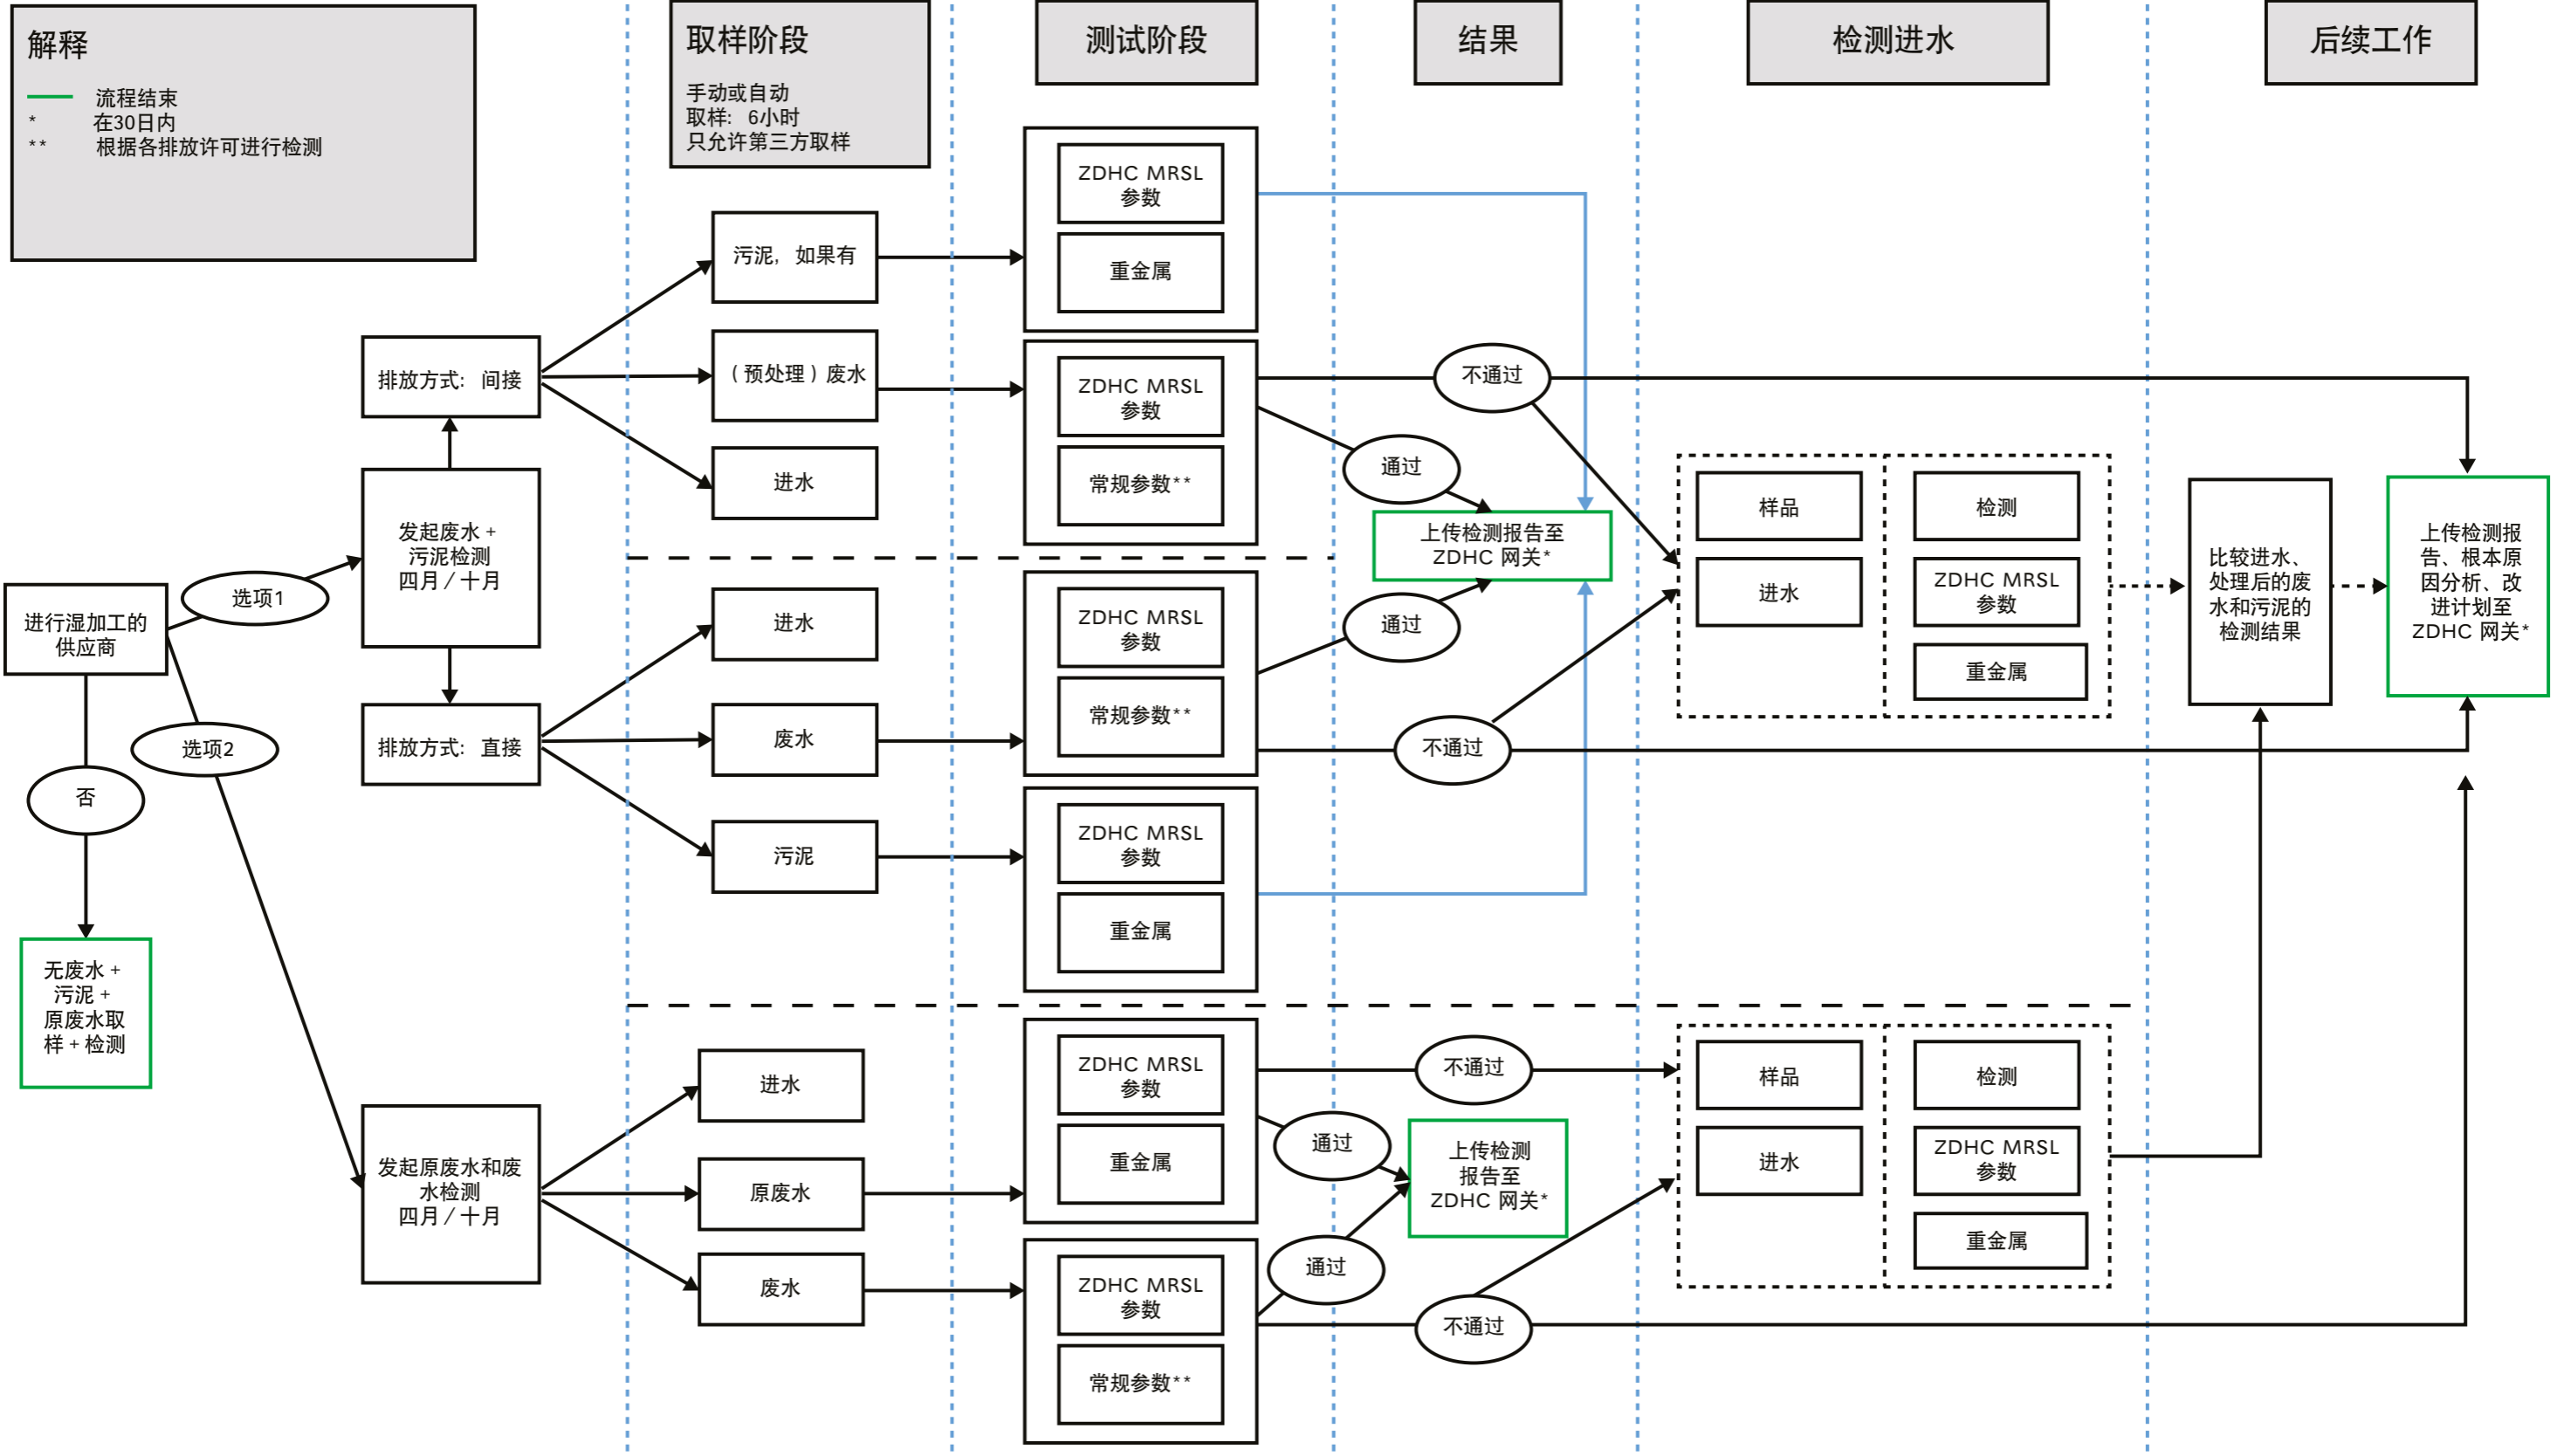 解释
流程结束
* 在30日内
** 根据各排放许可进行检测
取样阶段
手动或自动
取样: 6小时
只允许第三方取样
测试阶段
结果
检测进水
后续工作
进行湿加工的
供应商
选项1
选项2
否
无废水 +
污泥 +
原废水取
样 + 检测
发起废水 +
污泥检测
四月 / 十月
排放方式: 间接
排放方式: 直接
发起原废水和废
水检测
四月 / 十月
污泥, 如果有
(预处理) 废水
进水
进水
废水
污泥
进水
原废水
废水
ZDHC MRSL
参数
重金属
ZDHC MRSL
参数
常规参数**
ZDHC MRSL
参数
常规参数**
ZDHC MRSL
参数
重金属
ZDHC MRSL
参数
重金属
ZDHC MRSL
参数
常规参数**
不通过
通过
上传检测报告至
ZDHC 网关*
通过
不通过
不通过
通过
上传检测
报告至
ZDHC 网关*
通过
不通过
样品
进水
检测
ZDHC MRSL
参数
重金属
样品
进水
检测
ZDHC MRSL
参数
重金属
比较进水、
处理后的废
水和污泥的
检测结果
上传检测报
告、根本原
因分析、改
进计划至
ZDHC 网关*